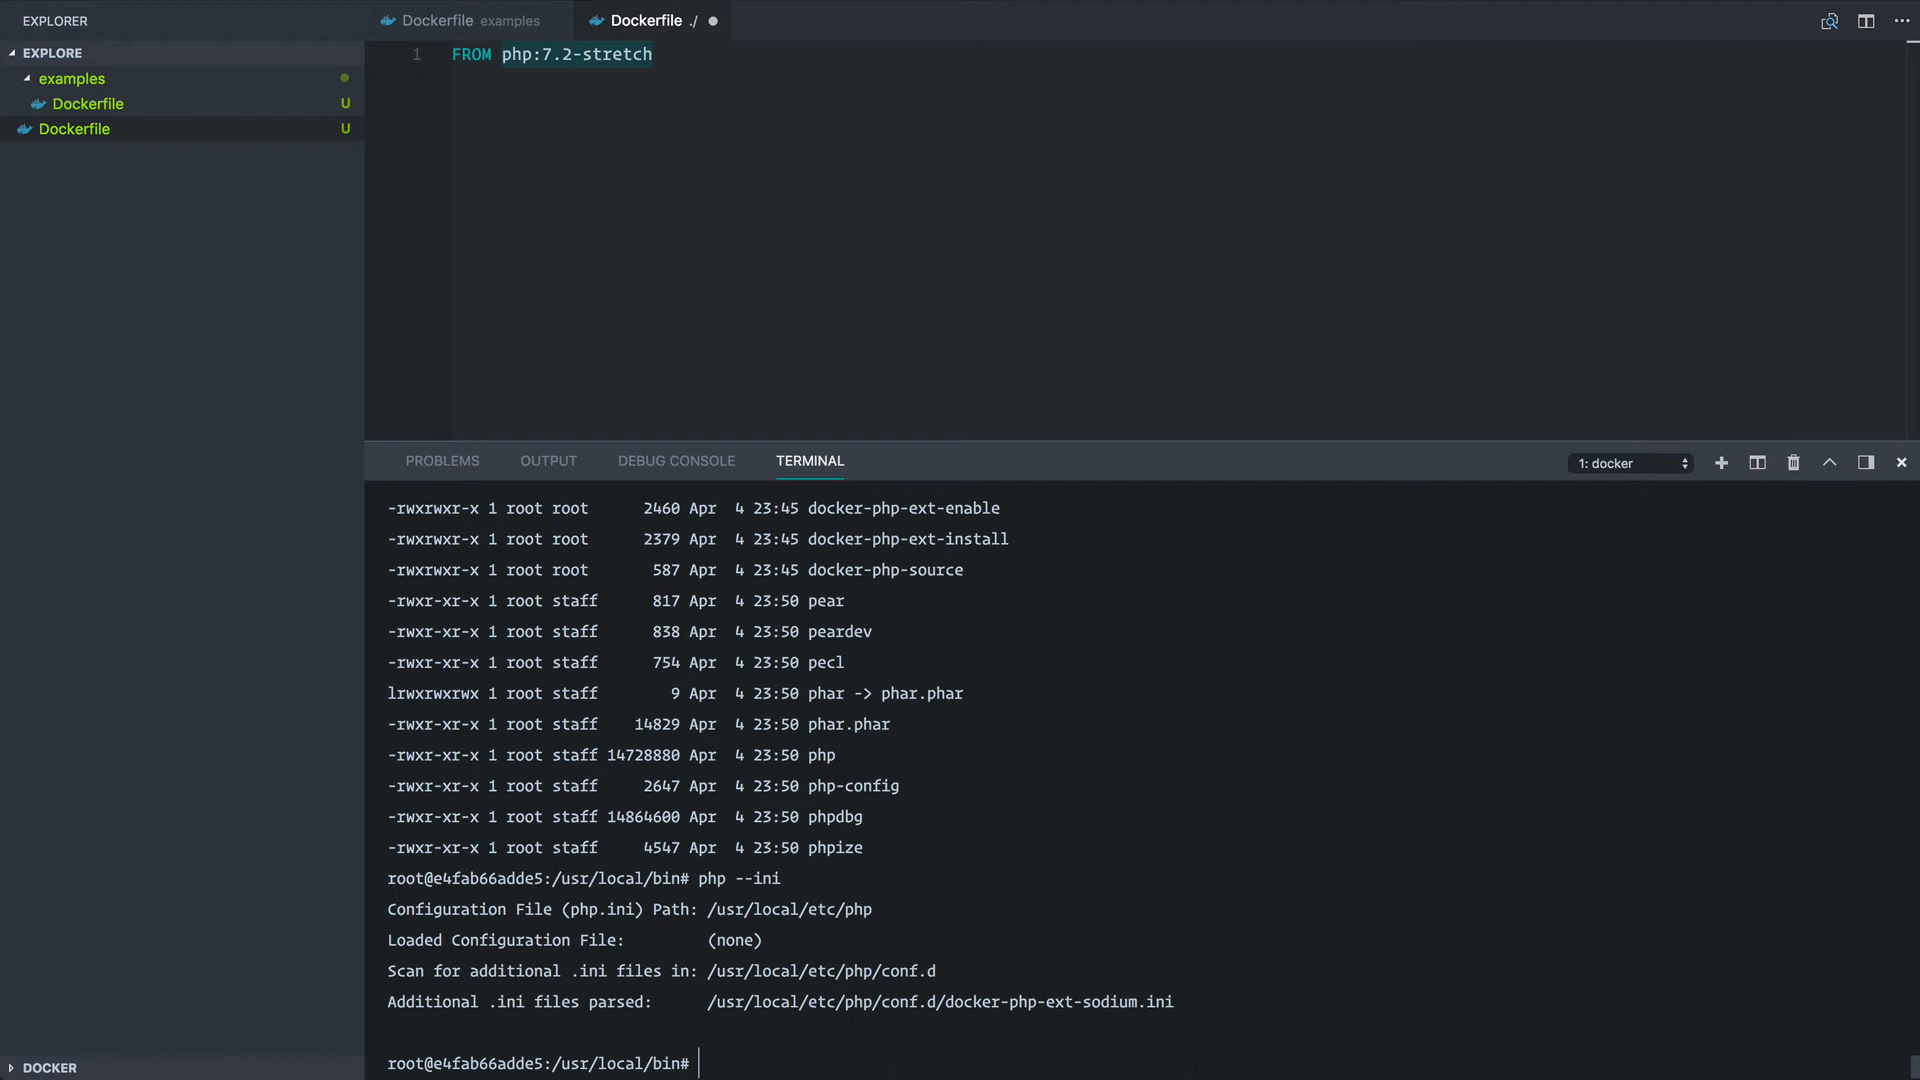 EXPLORER
Dockerfile examples
Dockerfile ./
EXPLORE
1 FROM php:7.2-stretch
examples
Dockerfile U
Dockerfile U
PROBLEMS OUTPUT DEBUG CONSOLE TERMINAL 1: docker
-rwxrwxr-x 1 root root 2460 Apr 4 23:45 docker-php-ext-enable
-rwxrwxr-x 1 root root 2379 Apr 4 23:45 docker-php-ext-install
-rwxrwxr-x 1 root root 587 Apr 4 23:45 docker-php-source
-rwxr-xr-x 1 root staff 817 Apr 4 23:50 pear
-rwxr-xr-x 1 root staff 838 Apr 4 23:50 peardev
-rwxr-xr-x 1 root staff 754 Apr 4 23:50 pecl
lrwxrwxrwx 1 root staff 9 Apr 4 23:50 phar -> phar.phar
-rwxr-xr-x 1 root staff 14829 Apr 4 23:50 phar.phar
-rwxr-xr-x 1 root staff 14728880 Apr 4 23:50 php
-rwxr-xr-x 1 root staff 2647 Apr 4 23:50 php-config
-rwxr-xr-x 1 root staff 14864600 Apr 4 23:50 phpdbg
-rwxr-xr-x 1 root staff 4547 Apr 4 23:50 phpize
root@e4fab66adde5:/usr/local/bin# php --ini
Configuration File (php.ini) Path: /usr/local/etc/php
Loaded Configuration File: (none)
Scan for additional .ini files in: /usr/local/etc/php/conf.d
Additional .ini files parsed: /usr/local/etc/php/conf.d/docker-php-ext-sodium.ini
root@e4fab66adde5:/usr/local/bin#
DOCKER